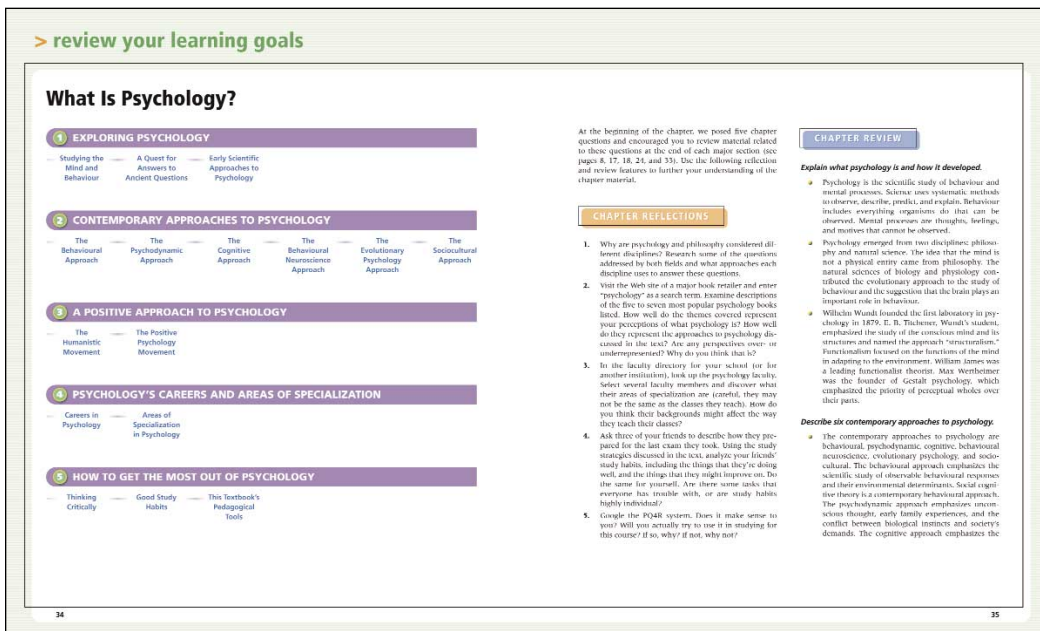 > review your learning goals
What Is Psychology?
1 EXPLORING PSYCHOLOGY
Studying the Mind and Behaviour
A Quest for Answers to Ancient Questions
Early Scientific Approaches to Psychology
2 CONTEMPORARY APPROACHES TO PSYCHOLOGY
The Behavioural Approach
The Psychodynamic Approach
The Cognitive Approach
The Behavioural Neuroscience Approach
The Evolutionary Psychology Approach
The Sociocultural Approach
3 A POSITIVE APPROACH TO PSYCHOLOGY
The Humanistic Movement
The Positive Psychology Movement
4 PSYCHOLOGY'S CAREERS AND AREAS OF SPECIALIZATION
Careers in Psychology
Areas of Specialization in Psychology
5 HOW TO GET THE MOST OUT OF PSYCHOLOGY
Thinking Critically
Good Study Habits
This Textbook's Pedagogical Tools
34
At the beginning of the chapter, we posed five chapter
questions and encouraged you to review material related
to these questions at the end of each major section (see
pages 8, 17, 18, 24, and 33). Use the following reflection
and review features to further your understanding of the
chapter material.
CHAPTER REFLECTIONS
1. Why are psychology and philosophy considered dif-
ferent disciplines? Research some of the questions
addressed by both fields and what approaches each
discipline uses to answer these questions.
2. Visit the Web site of a major book retailer and enter
"psychology" as a search term. Examine descriptions
of the five to seven most popular psychology books
listed. How well do the themes covered represent
your perceptions of what psychology is? How well
do they represent the approaches to psychology dis-
cussed in the text? Are any perspectives over- or
underrepresented? Why do you think that is?
3. In the faculty directory for your school (or for
another institution), look up the psychology faculty.
Select several faculty members and discover what
their areas of specialization are (careful, they may
not be the same as the classes they teach). How do
you think their backgrounds might affect the way
they teach their classes?
4. Ask three of your friends to describe how they pre-
pared for the last exam they took. Using the study
strategies discussed in the text, analyze your friends'
study habits, including the things that they're doing
well, and the things that they might improve on. Do
the same for yourself. Are there some tasks that
everyone has trouble with, or are study habits
highly individual?
5. Google the PQ4R system. Does it make sense to
you? Will you actually try to use it in studying for
this course? If so, why? If not, why not?
CHAPTER REVIEW
Explain what psychology is and how it developed.
Psychology is the scientific study of behaviour and
mental processes. Science uses systematic methods
to observe, describe, predict, and explain. Behaviour
includes everything organisms do that can be
observed. Mental processes are thoughts, feelings,
and motives that cannot be observed.
Psychology emerged from two disciplines: philoso-
phy and natural science. The idea that the mind is
not a physical entity came from philosophy. The
natural sciences of biology and physiology con-
tributed the evolutionary approach to the study of
behaviour and the suggestion that the brain plays an
important role in behaviour.
Wilhelm Wundt founded the first laboratory in psy-
chology in 1879. E. B. Titchener, Wundt's student,
emphasized the study of the conscious mind and its
structures and named the approach "structuralism."
Functionalism focused on the functions of the mind
in adapting to the environment. William James was
a leading functionalist theorist. Max Wertheimer
was the founder of Gestalt psychology, which
emphasized the priority of perceptual wholes over
their parts.
Describe six contemporary approaches to psychology.
The contemporary approaches to psychology are
behavioural, psychodynamic, cognitive, behavioural
neuroscience, evolutionary psychology, and socio-
cultural. The behavioural approach emphasizes the
scientific study of observable behavioural responses
and their environmental determinants. Social cogni-
tive theory is a contemporary behavioural approach.
The psychodynamic approach emphasizes uncon-
scious thought, early family experiences, and the
conflict between biological instincts and society's
demands. The cognitive approach emphasizes the
35